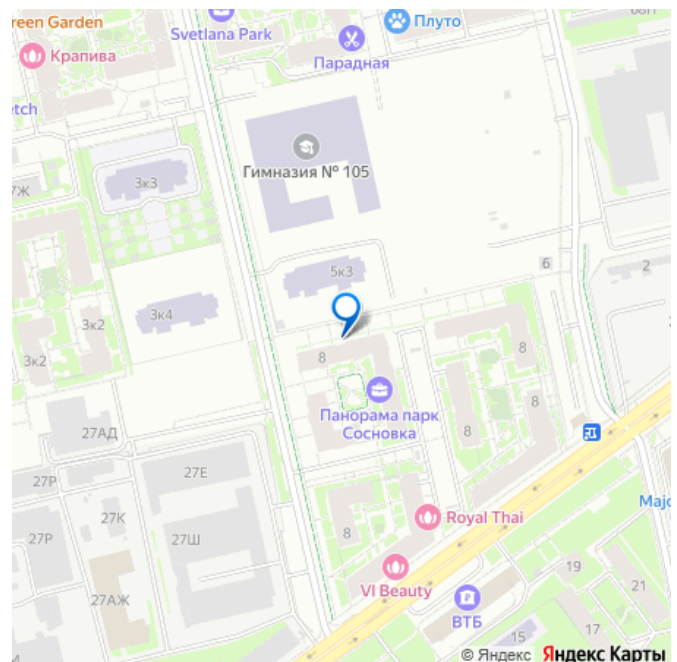 reen Garden
Svetlana Park
Плуто
Крапива
Парадная
etch
Гимназия № 105
3к3
7Ж
5к3
6
2
3к4
3к2
3к2
8
Панорама парк
Сосновка
8
8
27АД
8
27Е
27Р
27К
Royal Thai
Majo
27Р
27Ш
8
VI Beauty
19
21
27АЖ
ВТБ
15
17
© Яндекс Яндекс Карты